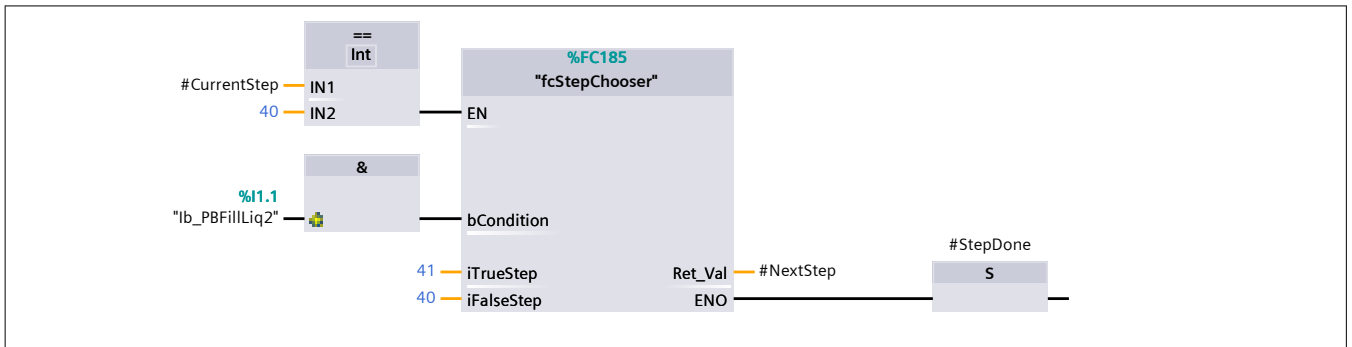 ==
Int
#CurrentStep IN1
40 IN2
%FC185
"fcStepChooser"
EN
&
%I1.1
"Ib_PBFillLiq2"
bCondition
41 iTrueStep Ret_Val #NextStep
40 iFalseStep ENO
#StepDone
S